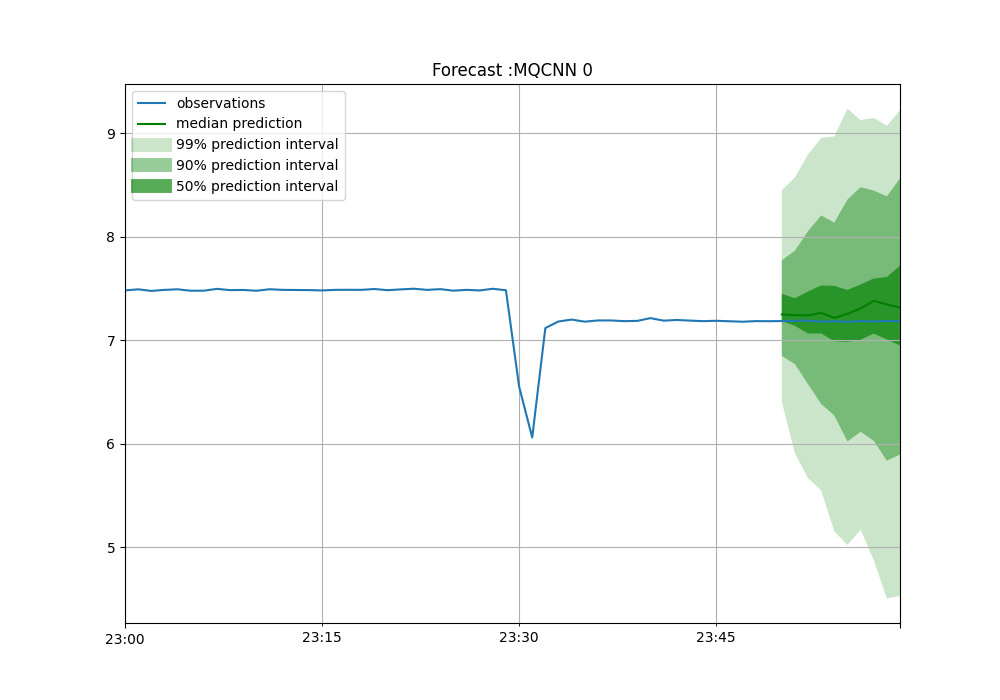 Forecast :MQCNN 0
observations
median prediction
99% prediction interval
90% prediction interval
50% prediction interval
9
8
7
6
5
23:00
23:15
23:30
23:45